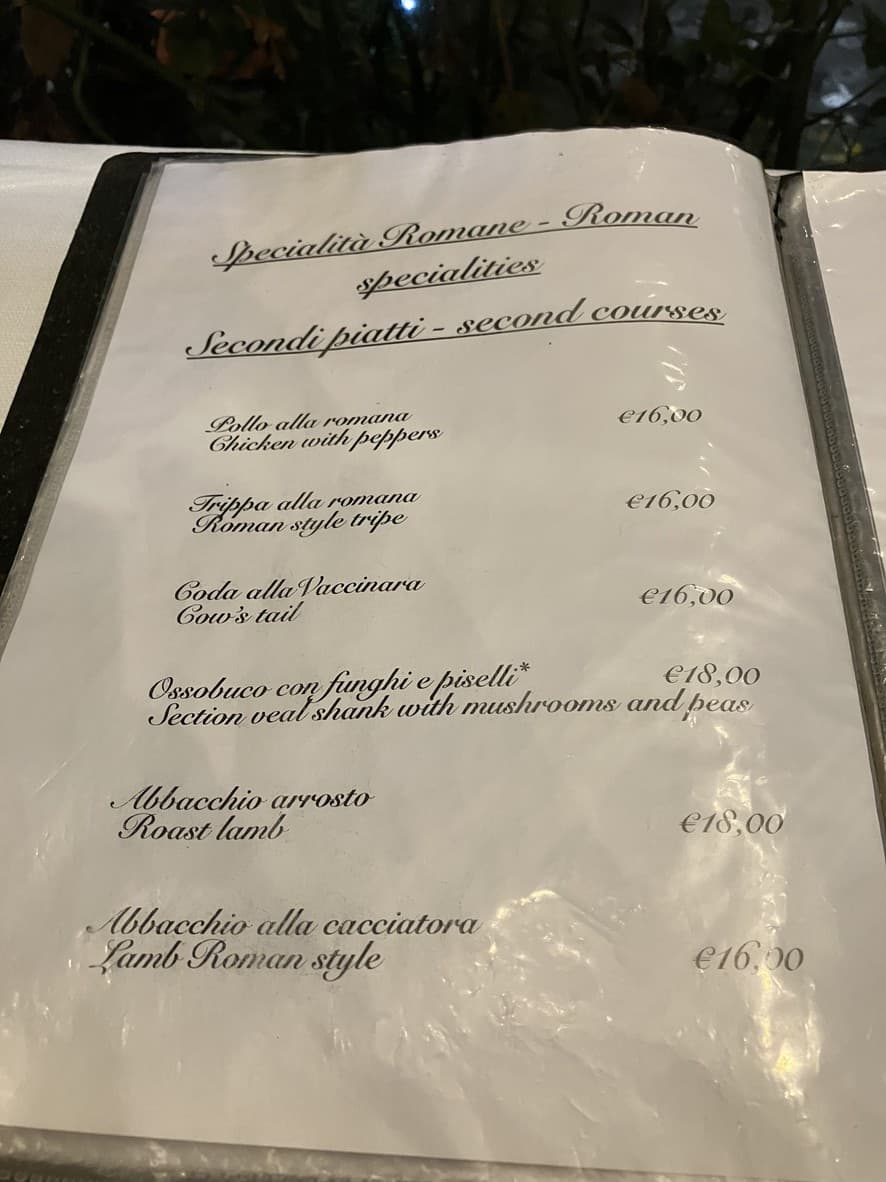 Specialità Romane - Roman
specialities
Secondi piatti - second courses
Pollo alla romana
Chicken with peppers
€16,00
Trippa alla romana
Roman style tripe
€16,00
Coda alla Vaccinara
Cow's tail
€16,00
Ossobuco con funghi e piselli* €18,00
Section veal shank with mushrooms and peas
Abbacchio arrosto
Roast lamb
€18,00
Abbacchio alla cacciatora
Lamb Roman style
€16,00